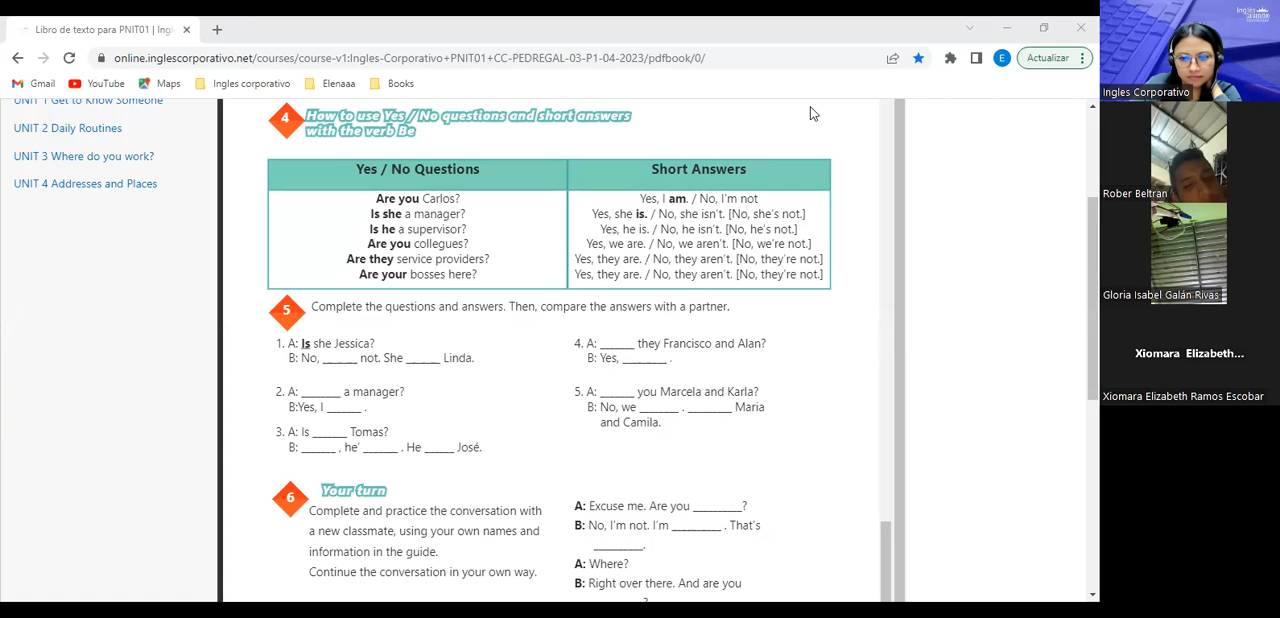 Libro de texto para PNIT01 | Ingl
online.inglescorporativo.net/courses/course-v1:Ingles-Corporativo+PNIT01+CC-PEDREGAL-03-P1-04-2023/pdfbook/0/
E
Actualizar
Gmail
YouTube
Maps
Ingles corporativo
Elenaaa
Books
UNIT 1 Get to Know Someone
UNIT 2 Daily Routines
UNIT 3 Where do you work?
UNIT 4 Addresses and Places
4
How to use Yes / No questions and short answers
with the verb Be
Yes / No Questions
Short Answers
Are you Carlos?
Yes, I am. / No, I'm not
Is she a manager?
Yes, she is. / No, she isn't. [No, she's not.]
Is he a supervisor?
Yes, he is. / No, he isn't. [No, he's not.]
Are you collegues?
Yes, we are. / No, we aren't. [No, we're not.]
Are they service providers?
Yes, they are. / No, they aren't. [No, they're not.]
Are your bosses here?
Yes, they are. / No, they aren't. [No, they're not.]
5
Complete the questions and answers. Then, compare the answers with a partner.
1. A: Is she Jessica?
B: No, ______ not. She ______ Linda.
2. A: _______ a manager?
B:Yes, I ______ .
3. A: Is ______ Tomas?
B: ______ , he' ______ . He _____ José.
4. A: ______ they Francisco and Alan?
B: Yes, ________ .
5. A: ______ you Marcela and Karla?
B: No, we _______ . ________ Maria
and Camila.
6
Your turn
Complete and practice the conversation with
a new classmate, using your own names and
information in the guide.
Continue the conversation in your own way.
A: Excuse me. Are you _________?
B: No, I'm not. I'm _________ . That's
_________.
A: Where?
B: Right over there. And are you
Ingles Corporativo
Rober Beltran
Gloria Isabel Galán Rivas
Xiomara Elizabeth...
Xiomara Elizabeth Ramos Escobar